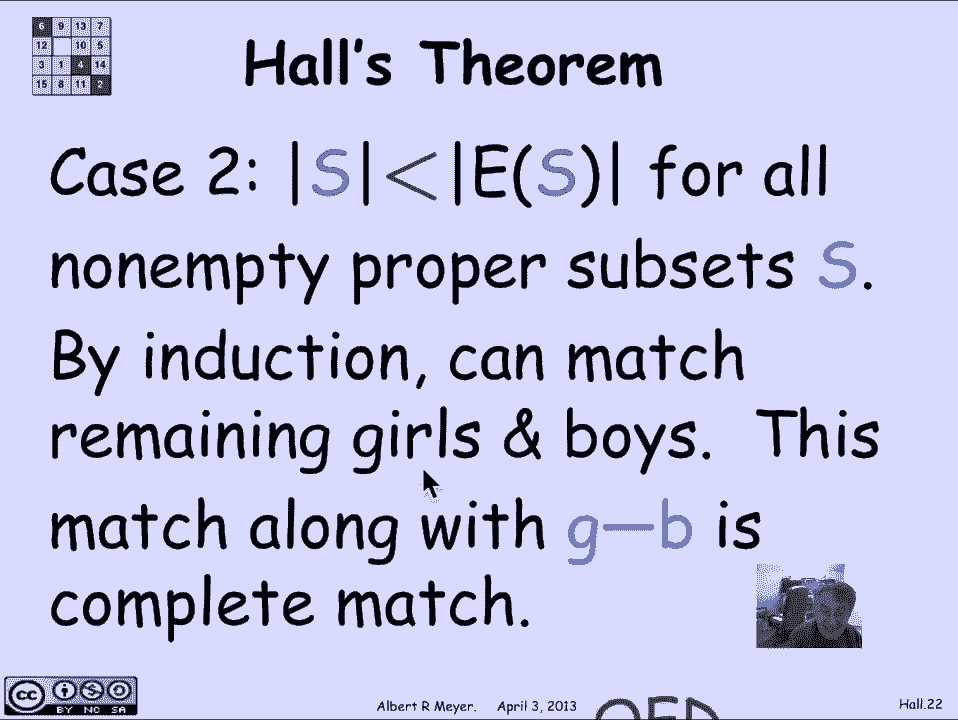 6 9 13 7
12 10 5
3 1 4 14
15 8 11 2
Hall's Theorem
Case 2: |S|<|E(S)| for all
nonempty proper subsets S.
By induction, can match
remaining girls & boys. This
match along with g—b is
complete match.
QED
cc BY NC SA
Albert R Meyer. April 3, 2013
Hall.22